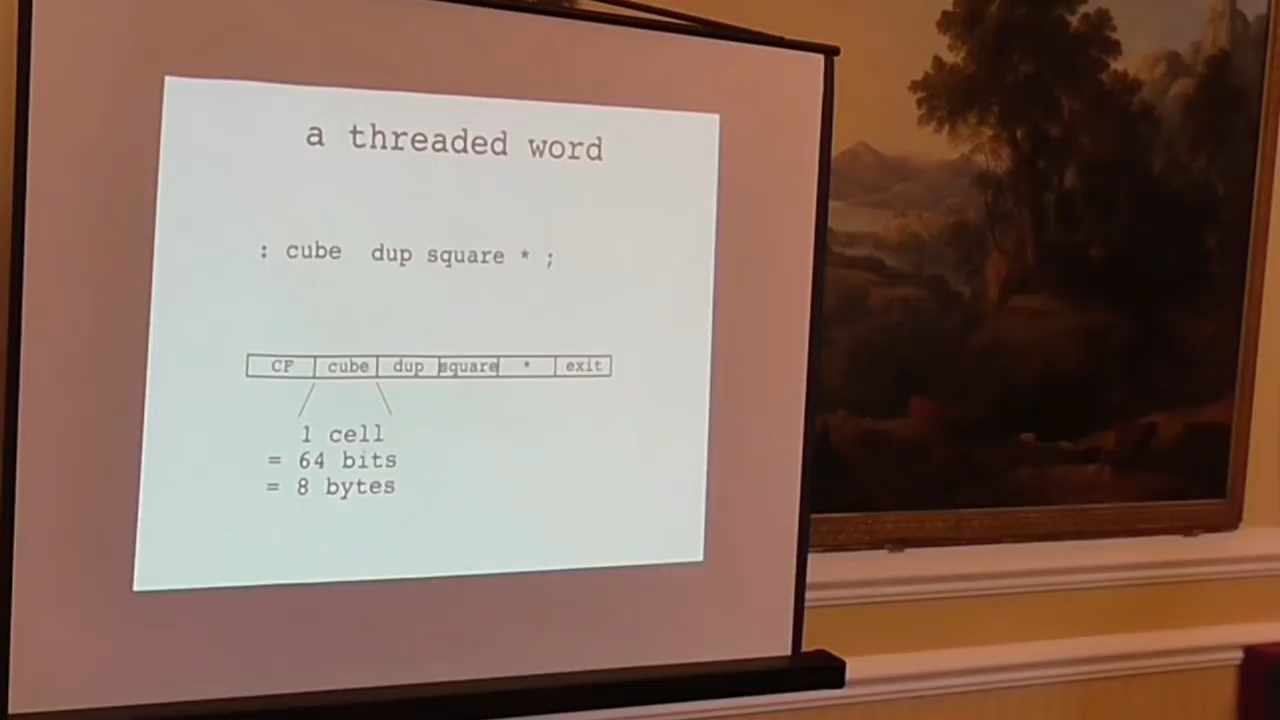 a threaded word
: cube  dup square * ;
CF cube dup square * exit
1 cell
= 64 bits
= 8 bytes